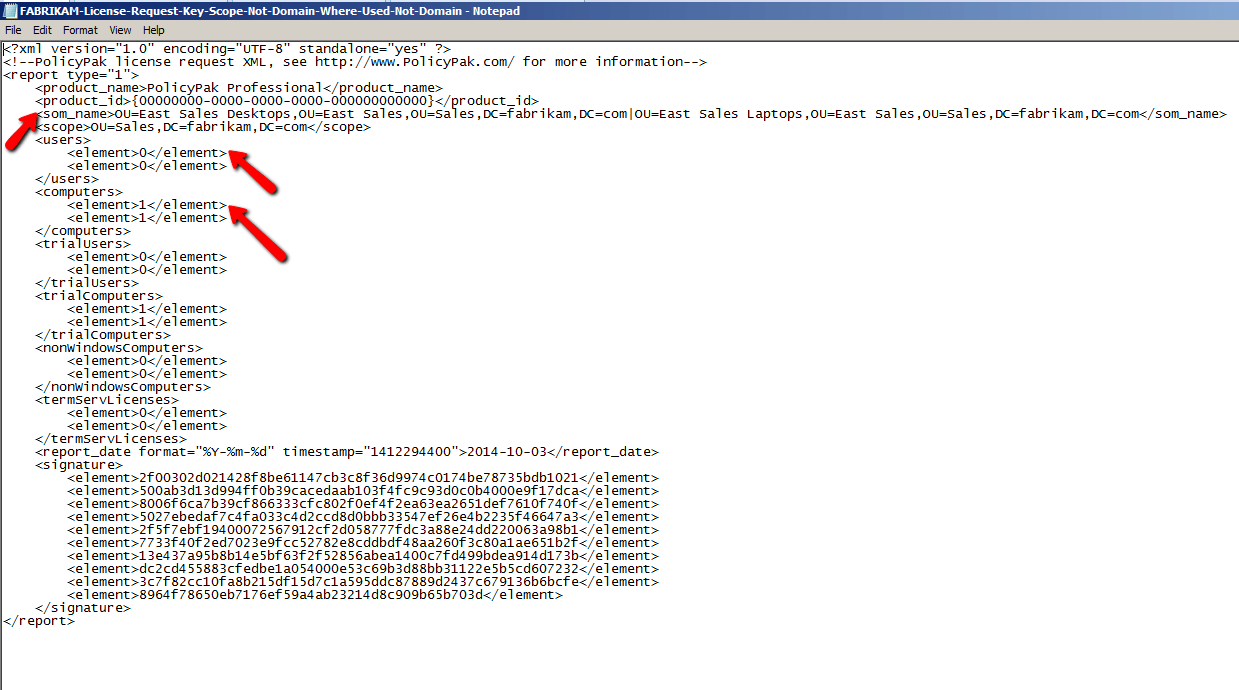 FABRIKAM-License-Request-Key-Scope-Not-Domain-Where-Used-Not-Domain - Notepad
File Edit Format View Help
<?xml version="1.0" encoding="UTF-8" standalone="yes" ?>
<!--PolicyPak license request XML, see http://www.PolicyPak.com/ for more information-->
<report type="1">
    <product_name>PolicyPak Professional</product_name>
    <product_id>{00000000-0000-0000-0000-000000000000}</product_id>
    <som_name>OU=East Sales Desktops,OU=East Sales,OU=Sales,DC=fabrikam,DC=com|OU=East Sales Laptops,OU=East Sales,OU=Sales,DC=fabrikam,DC=com</som_name>
    <scope>OU=Sales,DC=fabrikam,DC=com</scope>
    <users>
        <element>0</element>
        <element>0</element>
    </users>
    <computers>
        <element>1</element>
        <element>1</element>
    </computers>
    <trialUsers>
        <element>0</element>
        <element>0</element>
    </trialUsers>
    <trialComputers>
        <element>1</element>
        <element>1</element>
    </trialComputers>
    <nonWindowsComputers>
        <element>0</element>
        <element>0</element>
    </nonWindowsComputers>
    <termServLicenses>
        <element>0</element>
        <element>0</element>
    </termServLicenses>
    <report_date format="%Y-%m-%d" timestamp="1412294400">2014-10-03</report_date>
    <signature>
        <element>2f00302d021428f8be61147cb3c8f36d9974c0174be78735bdb1021</element>
        <element>500ab3d13d994ff0b39cacedaab103f4fc9c93d0c0b4000e9f17dca</element>
        <element>8006f6ca7b39cf866333cfc802f0ef4f2ea63ea2651def7610f740f</element>
        <element>5027ebedaf7c4fa033c4d2ccd8d0bbb33547ef26e4b2235f46647a3</element>
        <element>2f5f7ebf19400072567912cf2d058777fdc3a88e24dd220063a98b1</element>
        <element>7733f40f2ed7023e9fcc52782e8cddbdf48aa260f3c80a1ae651b2f</element>
        <element>13e437a95b8b14e5bf63f2f52856abea1400c7fd499bdea914d173b</element>
        <element>dc2cd455883cfedbe1a054000e53c69b3d88bb31122e5b5cd607232</element>
        <element>3c7f82cc10fa8b215df15d7c1a595ddc87889d2437c679136b6bcfe</element>
        <element>8964f78650eb7176ef59a4ab23214d8c909b65b703d</element>
    </signature>
</report>